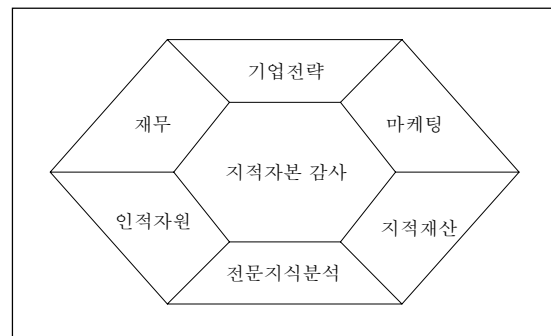 기업전략
재무
마케팅
지적자본 감사
인적자원
지적재산
전문지식분석